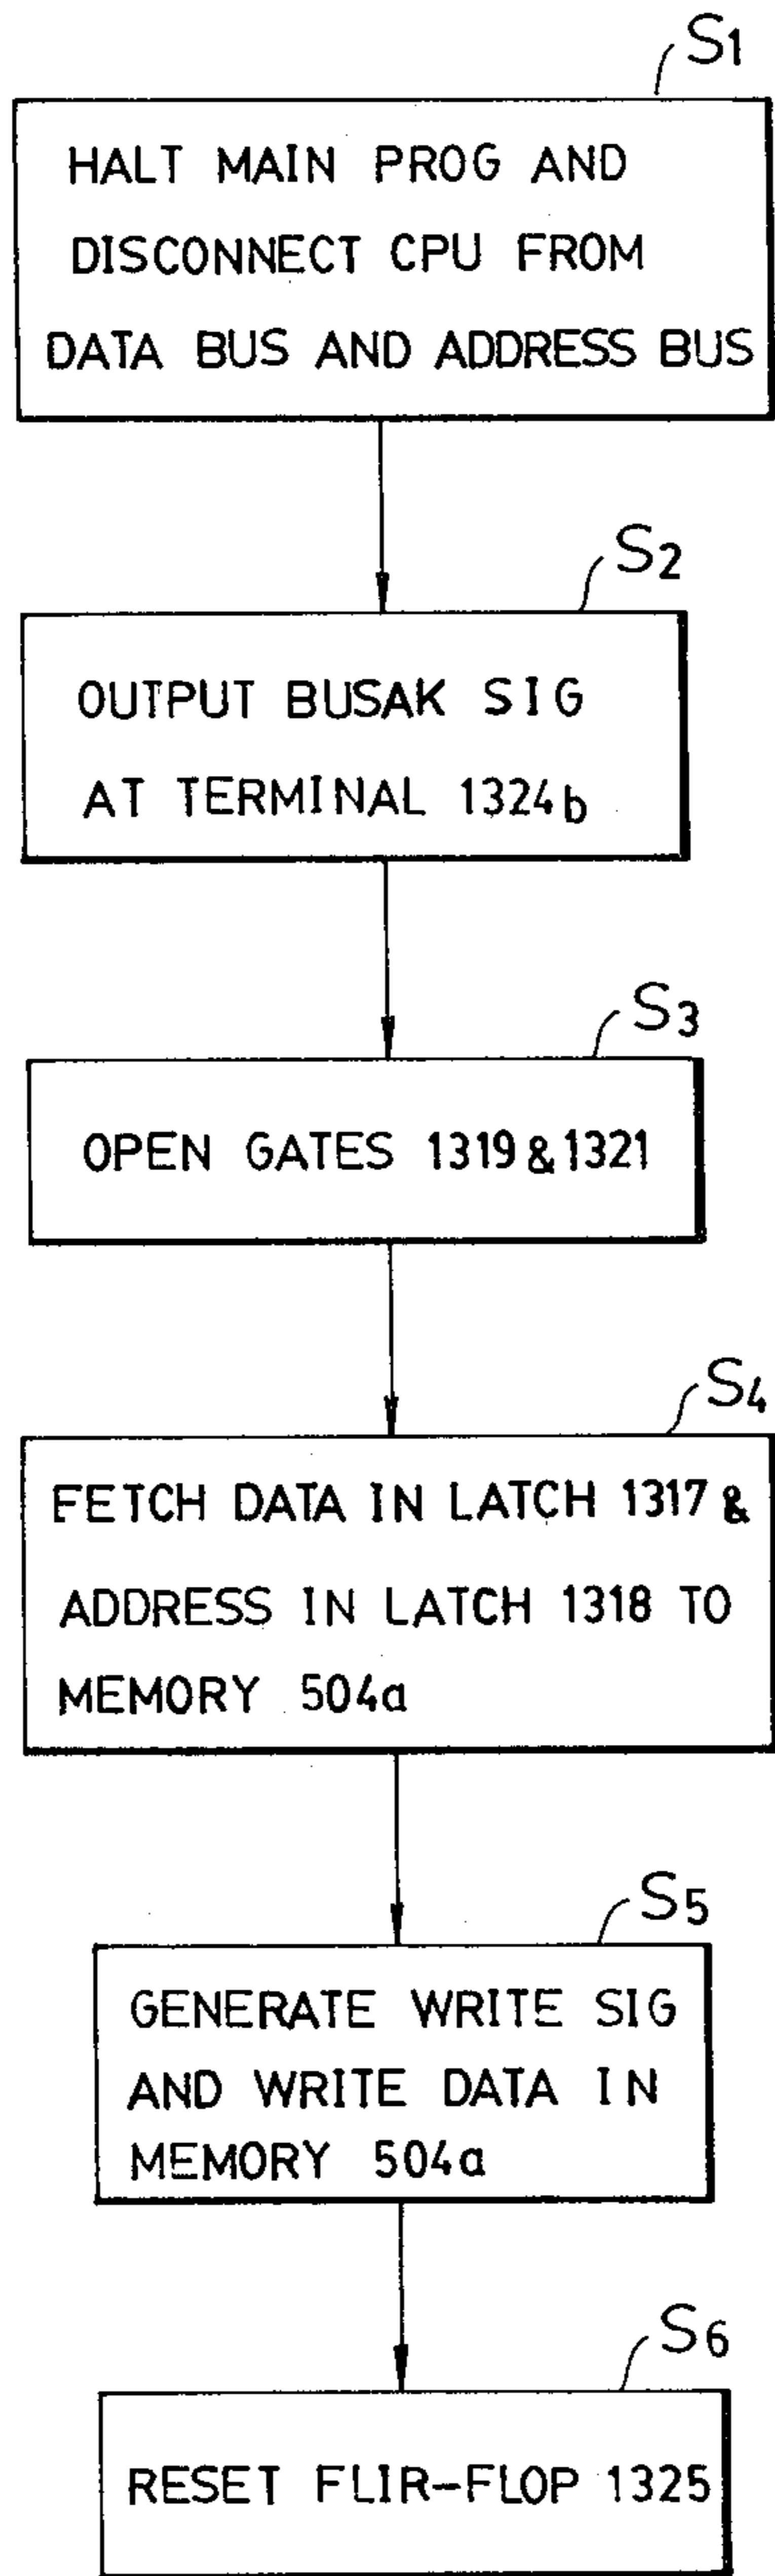 S1
HALT MAIN PROG AND
DISCONNECT CPU FROM
DATA BUS AND ADDRESS BUS
S2
OUTPUT BUSAK SIG
AT TERMINAL 1324b
S3
OPEN GATES 1319 & 1321
S4
FETCH DATA IN LATCH 1317 &
ADDRESS IN LATCH 1318 TO
MEMORY 504a
S5
GENERATE WRITE SIG
AND WRITE DATA IN
MEMORY 504a
S6
RESET FLIR-FLOP 1325